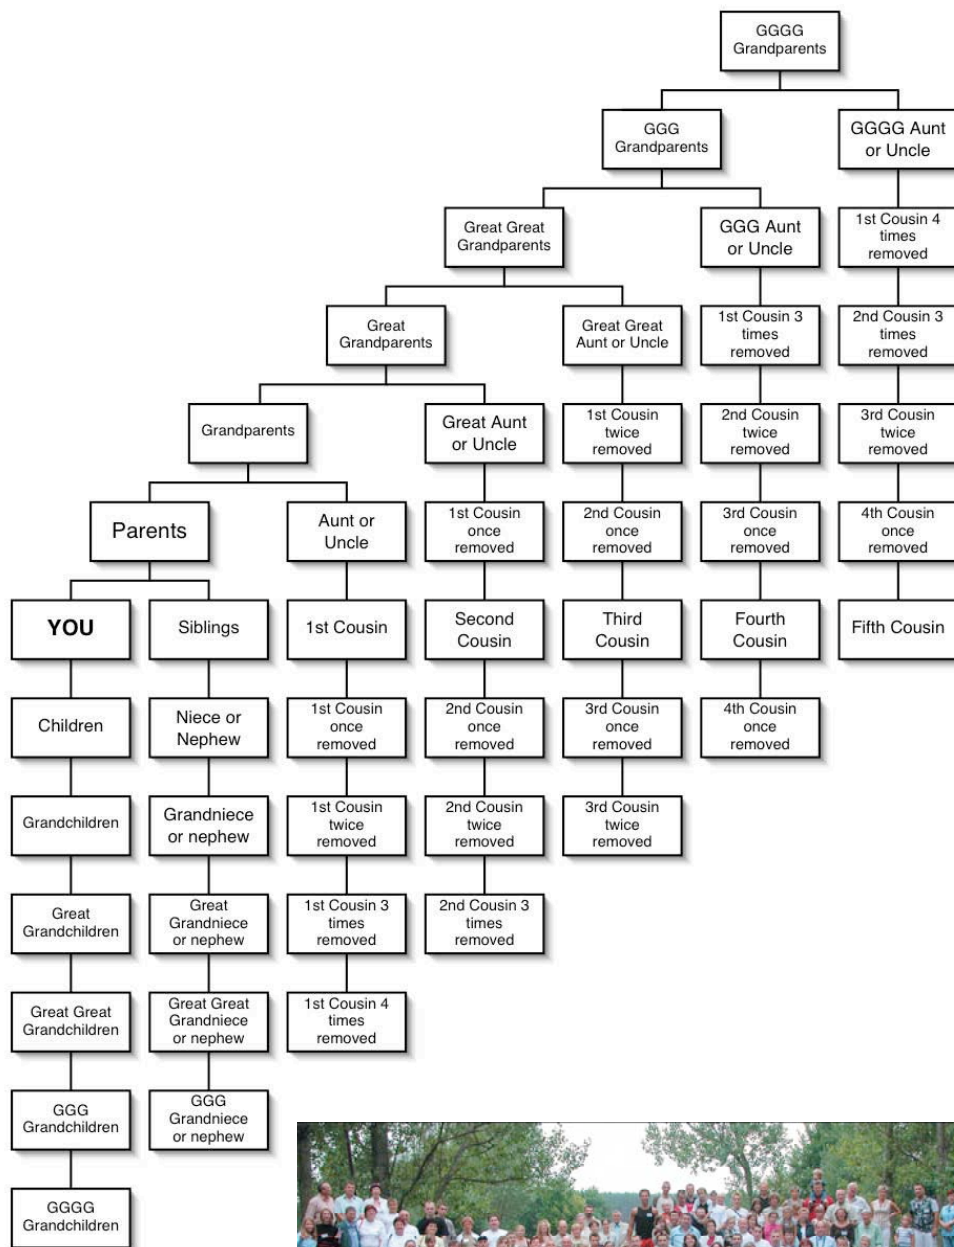 GGGG
Grandparents
GGG
Grandparents
GGGG Aunt
or Uncle
Great Great
Grandparents
GGG Aunt
or Uncle
1st Cousin 4
times
removed
Great
Grandparents
Great Great
Aunt or Uncle
1st Cousin 3
times
removed
2nd Cousin 3
times
removed
Grandparents
Great Aunt
or Uncle
1st Cousin
twice
removed
2nd Cousin
twice
removed
3rd Cousin
twice
removed
Parents
Aunt or
Uncle
1st Cousin
once
removed
2nd Cousin
once
removed
3rd Cousin
once
removed
4th Cousin
once
removed
YOU
Siblings
1st Cousin
Second
Cousin
Third
Cousin
Fourth
Cousin
Fifth Cousin
Children
Niece or
Nephew
1st Cousin
once
removed
2nd Cousin
once
removed
3rd Cousin
once
removed
4th Cousin
once
removed
Grandchildren
Grandniece
or nephew
1st Cousin
twice
removed
2nd Cousin
twice
removed
3rd Cousin
twice
removed
Great
Grandchildren
Great
Grandniece
or nephew
1st Cousin 3
times
removed
2nd Cousin 3
times
removed
Great Great
Grandchildren
Great Great
Grandniece
or nephew
1st Cousin 4
times
removed
GGG
Grandchildren
GGG
Grandniece
or nephew
GGGG
Grandchildren